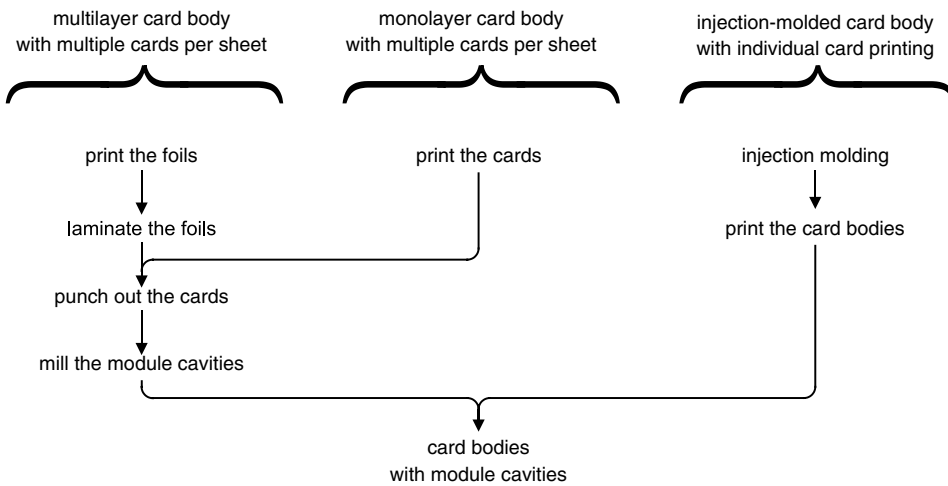 multilayer card body
with multiple cards per sheet
monolayer card body
with multiple cards per sheet
injection-molded card body
with individual card printing
print the foils
print the cards
injection molding
laminate the foils
print the card bodies
punch out the cards
mill the module cavities
card bodies
with module cavities